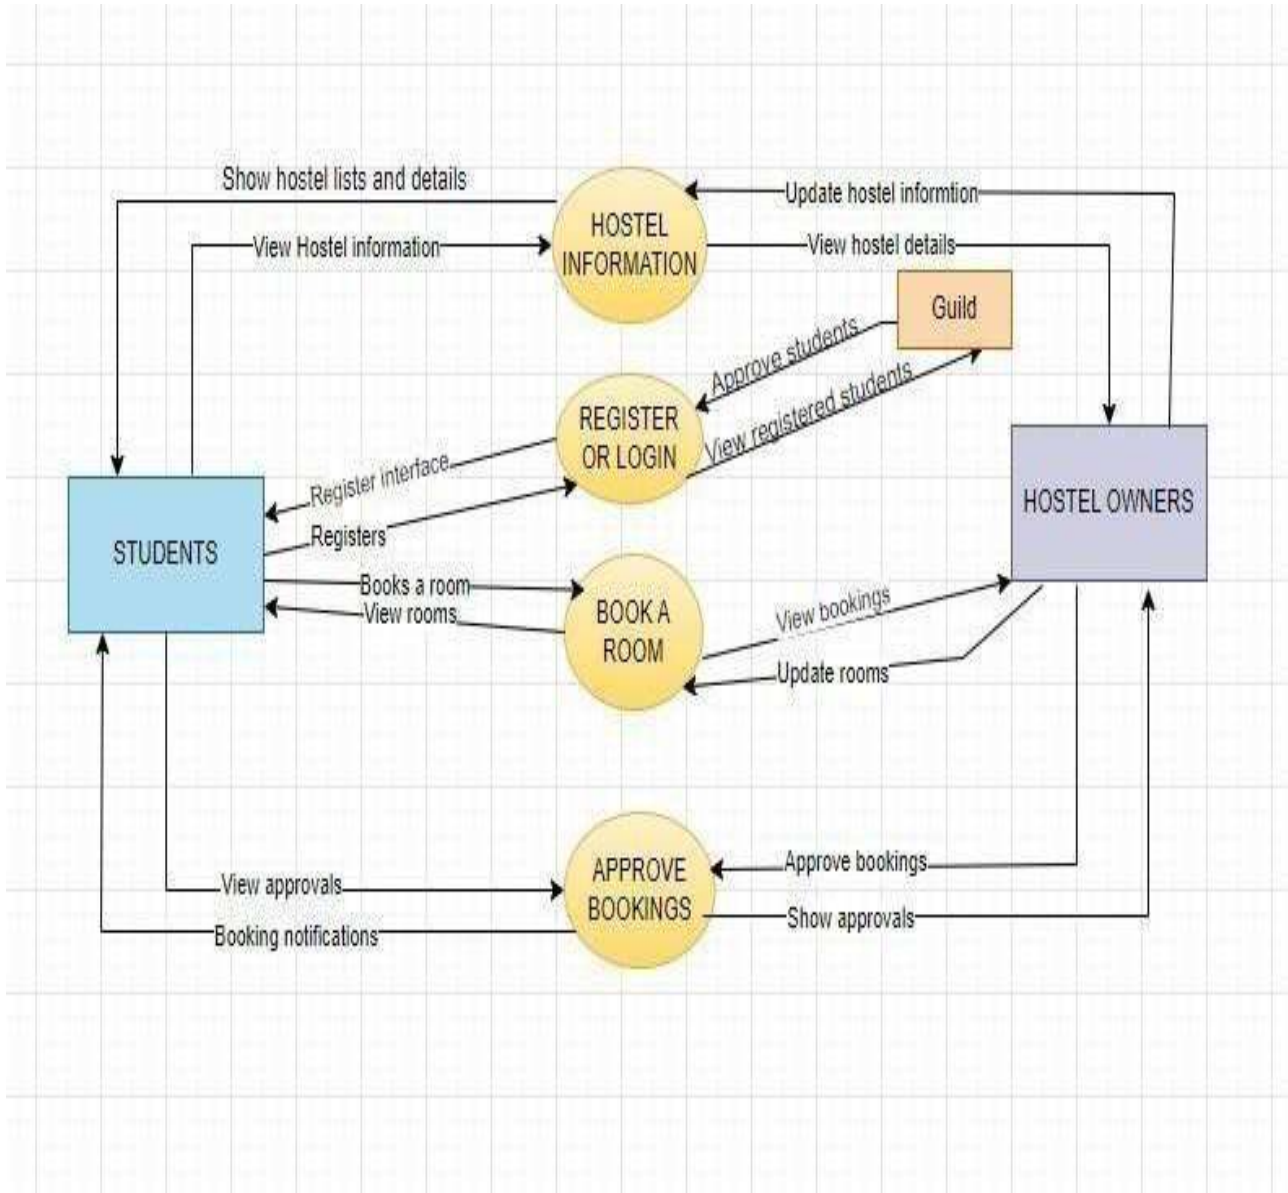 Show hostel lists and details
Update hostel informtion
HOSTEL
INFORMATION
View Hostel information
View hostel details
Guild
Approve students
REGISTER
OR LOGIN
View registered students
Register interface
Registers
HOSTEL OWNERS
STUDENTS
Books a room
View rooms
BOOK A
ROOM
View bookings
Update rooms
APPROVE
BOOKINGS
Approve bookings
View approvals
Show approvals
Booking notifications